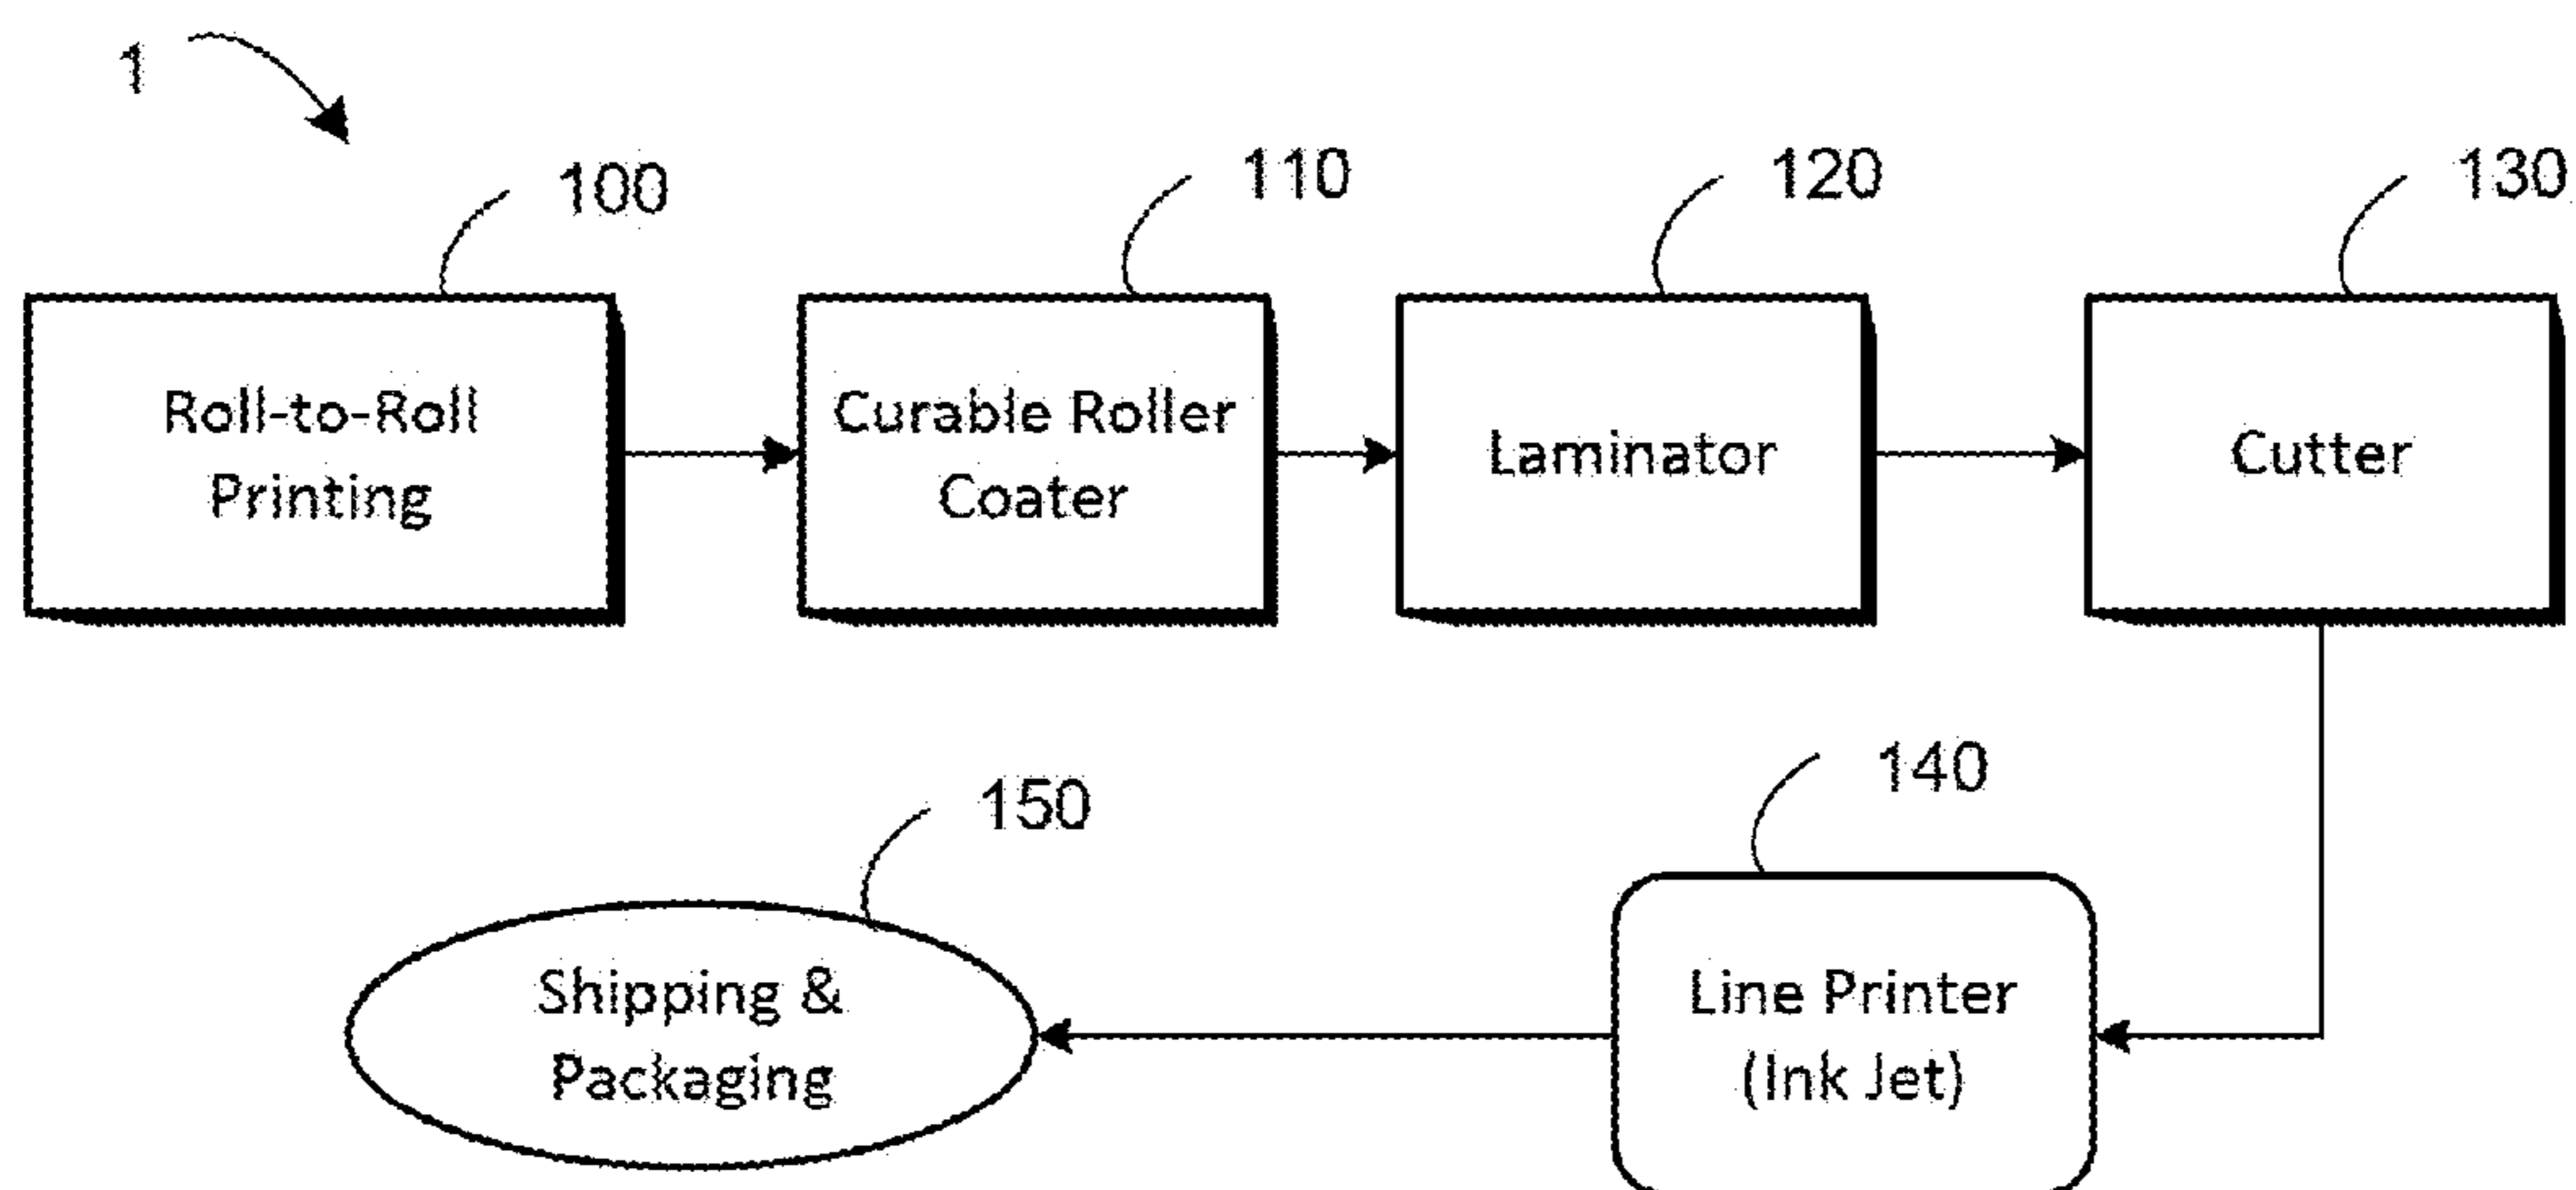 1
100
110
120
130
Roll-to-Roll
Printing
Curable Roller
Coater
Laminator
Cutter
140
150
Shipping &
Packaging
Line Printer
(Ink Jet)